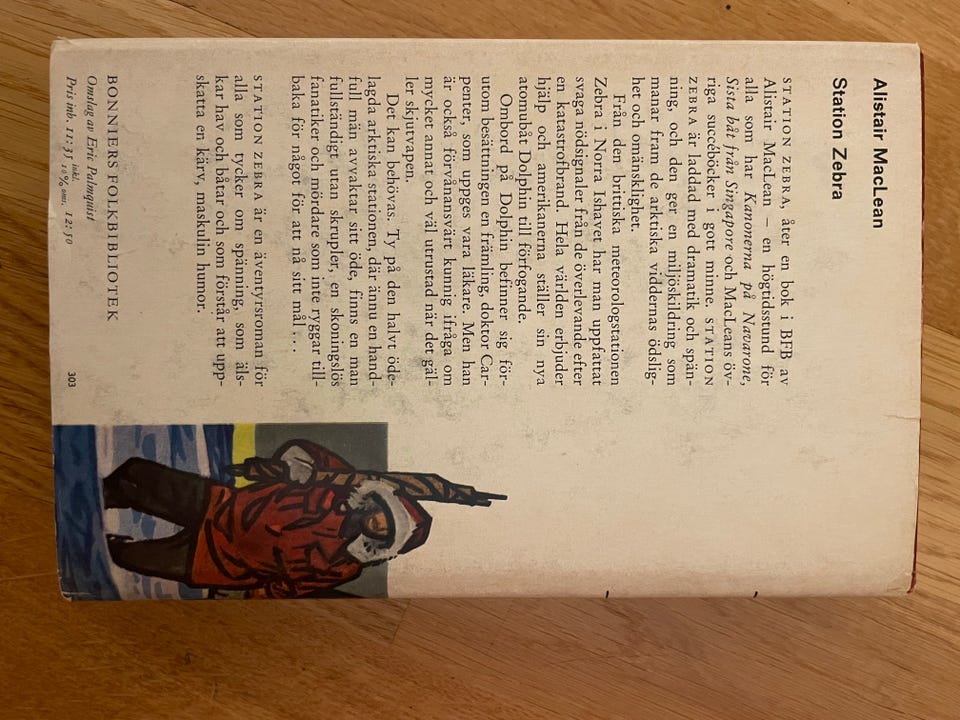 Alistair MacLean
Station Zebra
STATION ZEBRA, åter en bok i BFB av
Alistair MacLean – en högtidsstund för
alla som har Kanonerna på Navarone,
Sista båt från Singapore och MacLeans öv-
riga succéböcker i gott minne. STATION
ZEBRA är laddad med dramatik och spän-
ning, och den ger en miljöskildring som
manar fram de arktiska viddernas ödslig-
het och omänsklighet.
Från den brittiska meteorologstationen
Zebra i Norra Ishavet har man uppfattat
svaga nödsignaler från de överlevande efter
en katastrofbrand. Hela världen erbjuder
hjälp och amerikanerna ställer sin nya
atomubåt Dolphin till förfogande.
Ombord på Dolphin befinner sig för-
utom besättningen en främling, doktor Car-
penter, som uppges vara läkare. Men han
är också förvånansvärt kunnig ifråga om
mycket annat och väl utrustad när det gäl-
ler skjutvapen.
Det kan behövas. Ty på den halvt öde-
lagda arktiska stationen, där ännu en hand-
full män avvaktar sitt öde, finns en man
fullständigt utan skrupler, en skoningslös
fanatiker och mördare som inte ryggar till-
baka för något för att nå sitt mål...
STATION ZEBRA är en äventyrsroman för
alla som tycker om spänning, som äls-
kar hav och båtar och som förstår att upp-
skatta en kärv, maskulin humor.
BONNIERS FOLKBIBLIOTEK
Omslag av Eric Palmquist
Pris inb. 11:35 inkl. 10% oms. 12:50
303